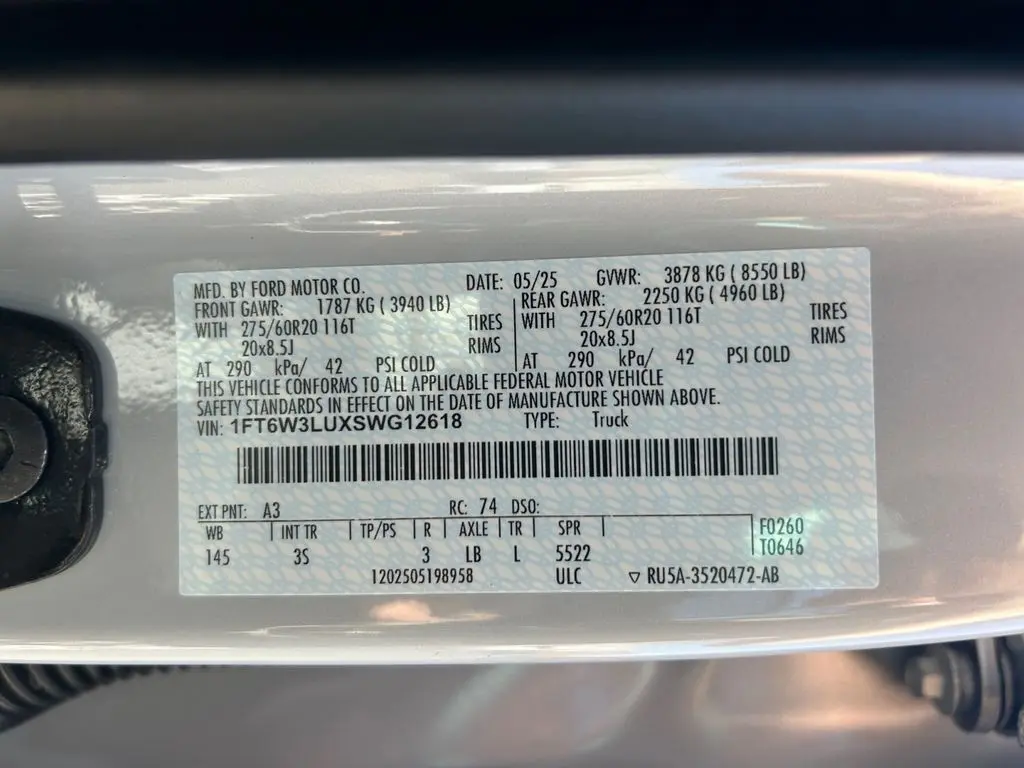 MFD. BY FORD MOTOR CO. DATE: 05/25 GVWR: 3878 KG ( 8550 LB)
FRONT GAWR: 1787 KG ( 3940 LB) REAR GAWR: 2250 KG ( 4960 LB)
WITH 275/60R20 116T TIRES WITH 275/60R20 116T TIRES
20x8.5J RIMS 20x8.5J RIMS
AT 290 kPa/ 42 PSI COLD AT 290 kPa/ 42 PSI COLD
THIS VEHICLE CONFORMS TO ALL APPLICABLE FEDERAL MOTOR VEHICLE
SAFETY STANDARDS IN EFFECT ON THE DATE OF MANUFACTURE SHOWN ABOVE.
VIN: 1FT6W3LUXSWG12618 TYPE: Truck
EXT PNT: A3 RC: 74 DSO:
WB INT TR TP/PS R AXLE TR SPR F0260
145 3S 3 LB L 5522 T0646
1202505198958 ULC ▽ RU5A-3520472-AB